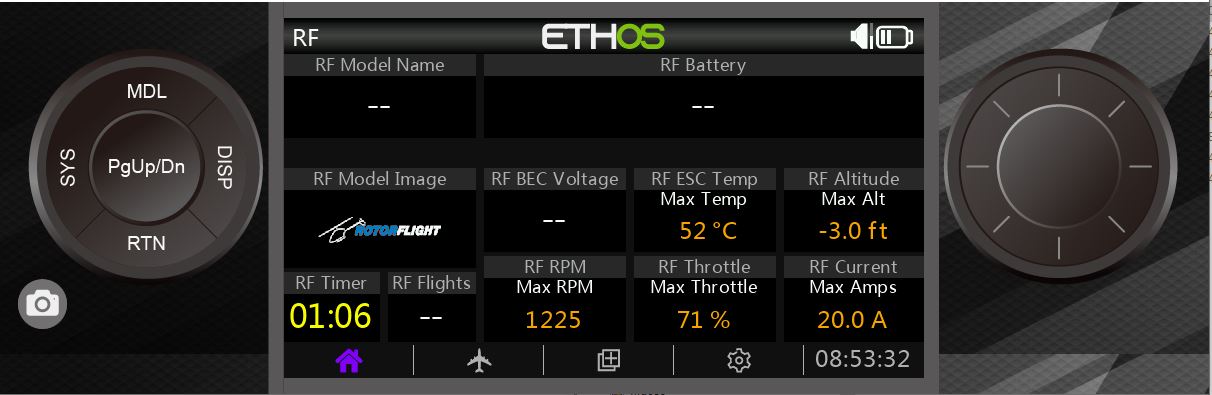 RF
ETHOS
RF Model Name
RF Battery
--
--
MDL
SYS
PgUp/Dn
DISP
RTN
RF Model Image
RF BEC Voltage
RF ESC Temp
RF Altitude
Max Temp
Max Alt
--
52 °C
-3.0 ft
ROTORFLIGHT
RF RPM
RF Throttle
RF Current
RF Timer
RF Flights
Max RPM
Max Throttle
Max Amps
01:06
--
1225
71 %
20.0 A
08:53:32